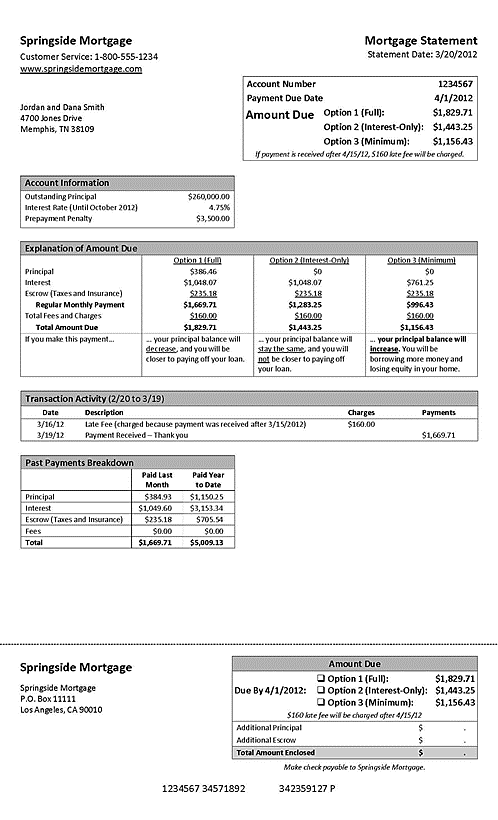 Springside Mortgage
Customer Service: 1-800-555-1234
www.springsidemortgage.com
Mortgage Statement
Statement Date: 3/20/2012
Jordan and Dana Smith
4700 Jones Drive
Memphis, TN 38109
Account Number 1234567
Payment Due Date 4/1/2012
Amount Due Option 1 (Full): $1,829.71
Option 2 (Interest-Only): $1,443.25
Option 3 (Minimum): $1,156.43
If payment is received after 4/15/12, $160 late fee will be charged.
Account Information
Outstanding Principal $260,000.00
Interest Rate (Until October 2012) 4.75%
Prepayment Penalty $3,500.00
Explanation of Amount Due
Option 1 (Full) Option 2 (Interest-Only) Option 3 (Minimum)
Principal $386.46 $0 $0
Interest $1,048.07 $1,048.07 $761.25
Escrow (Taxes and Insurance) $235.18 $235.18 $235.18
Regular Monthly Payment $1,669.71 $1,283.25 $996.43
Total Fees and Charges $160.00 $160.00 $160.00
Total Amount Due $1,829.71 $1,443.25 $1,156.43
If you make this payment... ... your principal balance will decrease, and you will be closer to paying off your loan. ... your principal balance will stay the same, and you will not be closer to paying off your loan. ... your principal balance will increase. You will be borrowing more money and losing equity in your home.
Transaction Activity (2/20 to 3/19)
Date Description Charges Payments
3/16/12 Late Fee (charged because payment was received after 3/15/2012) $160.00
3/19/12 Payment Received – Thank you $1,669.71
Past Payments Breakdown
Paid Last Month Paid Year to Date
Principal $384.93 $1,150.25
Interest $1,049.60 $3,153.34
Escrow (Taxes and Insurance) $235.18 $705.54
Fees $0.00 $0.00
Total $1,669.71 $5,009.13
Springside Mortgage
Springside Mortgage
P.O. Box 11111
Los Angeles, CA 90010
Amount Due
Due By 4/1/2012: ❑ Option 1 (Full): $1,829.71
❑ Option 2 (Interest-Only): $1,443.25
❑ Option 3 (Minimum): $1,156.43
$160 late fee will be charged after 4/15/12
Additional Principal $ .
Additional Escrow $ .
Total Amount Enclosed $ .
Make check payable to Springside Mortgage.
1234567 34571892 342359127 P